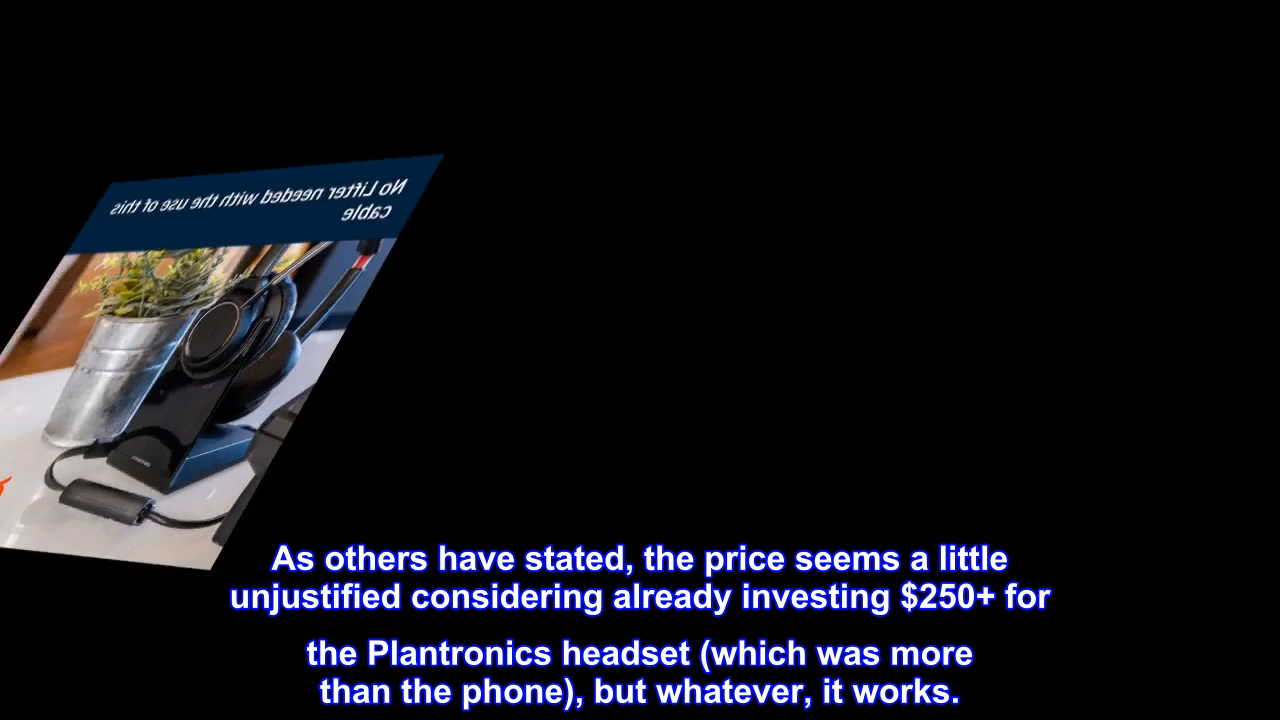 No Lifter needed with the use of this
cable
As others have stated, the price seems a little
unjustified considering already investing $250+ for
the Plantronics headset (which was more
than the phone), but whatever, it works.